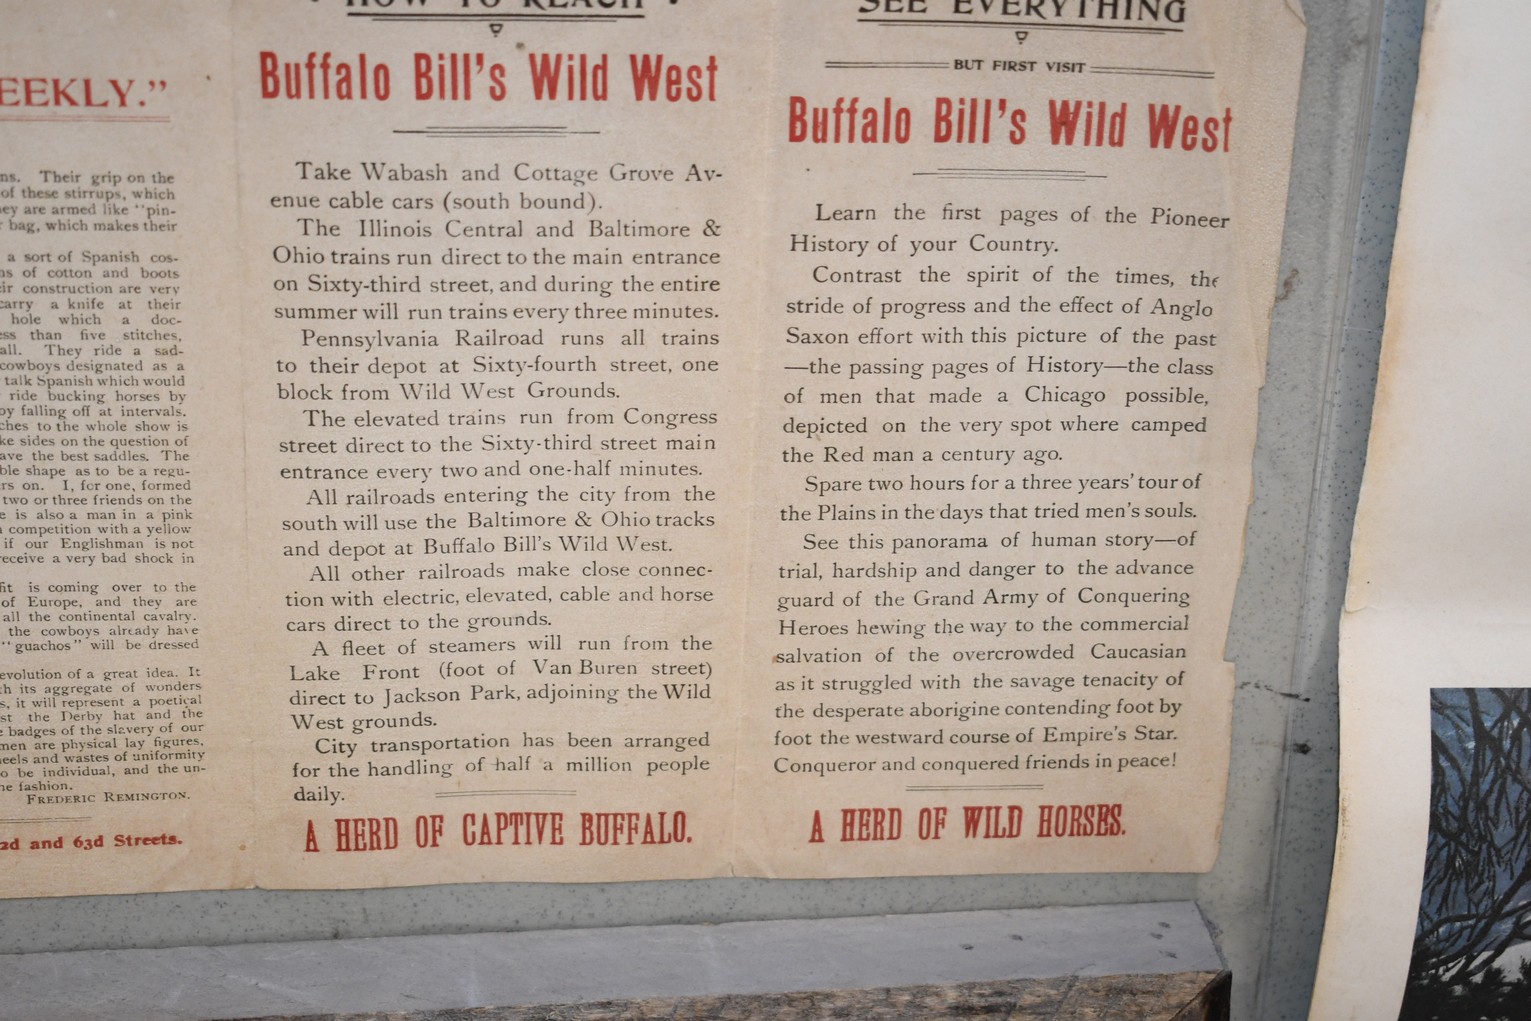 EEKLY."
ns. Their grip on the
of these stirrups, which
hey are armed like "pin-
r bag, which makes their
a sort of Spanish cos-
ns of cotton and boots
eir construction are very
carry a knife at their
hole which a doc-
ess than five stitches,
all. They ride a sad-
cowboys designated as a
talk Spanish which would
ride bucking horses by
by falling off at intervals.
ches to the whole show is
ke sides on the question of
ave the best saddles. The
ble shape as to be a regu-
rs on. I, for one, formed
two or three friends on the
e is also a man in a pink
competition with a yellow
if our Englishman is not
receive a very bad shock in
fit is coming over to the
of Europe, and they are
all the continental cavalry.
the cowboys already have
"guachos" will be dressed
evolution of a great idea. It
th its aggregate of wonders
s, it will represent a poetical
st the Derby hat and the
e badges of the slavery of our
men are physical lay figures,
heels and wastes of uniformity
o be individual, and the un-
he fashion.
FREDERIC REMINGTON.
2d and 63d Streets.
HOW TO REACH
Buffalo Bill's Wild West
Take Wabash and Cottage Grove Av-
enue cable cars (south bound).
The Illinois Central and Baltimore &
Ohio trains run direct to the main entrance
on Sixty-third street, and during the entire
summer will run trains every three minutes.
Pennsylvania Railroad runs all trains
to their depot at Sixty-fourth street, one
block from Wild West Grounds.
The elevated trains run from Congress
street direct to the Sixty-third street main
entrance every two and one-half minutes.
All railroads entering the city from the
south will use the Baltimore & Ohio tracks
and depot at Buffalo Bill's Wild West.
All other railroads make close connec-
tion with electric, elevated, cable and horse
cars direct to the grounds.
A fleet of steamers will run from the
Lake Front (foot of Van Buren street)
direct to Jackson Park, adjoining the Wild
West grounds.
City transportation has been arranged
for the handling of half a million people
daily.
A HERD OF CAPTIVE BUFFALO.
SEE EVERYTHING
BUT FIRST VISIT
Buffalo Bill's Wild West
Learn the first pages of the Pioneer
History of your Country.
Contrast the spirit of the times, the
stride of progress and the effect of Anglo
Saxon effort with this picture of the past
—the passing pages of History—the class
of men that made a Chicago possible,
depicted on the very spot where camped
the Red man a century ago.
Spare two hours for a three years' tour of
the Plains in the days that tried men's souls.
See this panorama of human story—of
trial, hardship and danger to the advance
guard of the Grand Army of Conquering
Heroes hewing the way to the commercial
salvation of the overcrowded Caucasian
as it struggled with the savage tenacity of
the desperate aborigine contending foot by
foot the westward course of Empire's Star.
Conqueror and conquered friends in peace!
A HERD OF WILD HORSES.